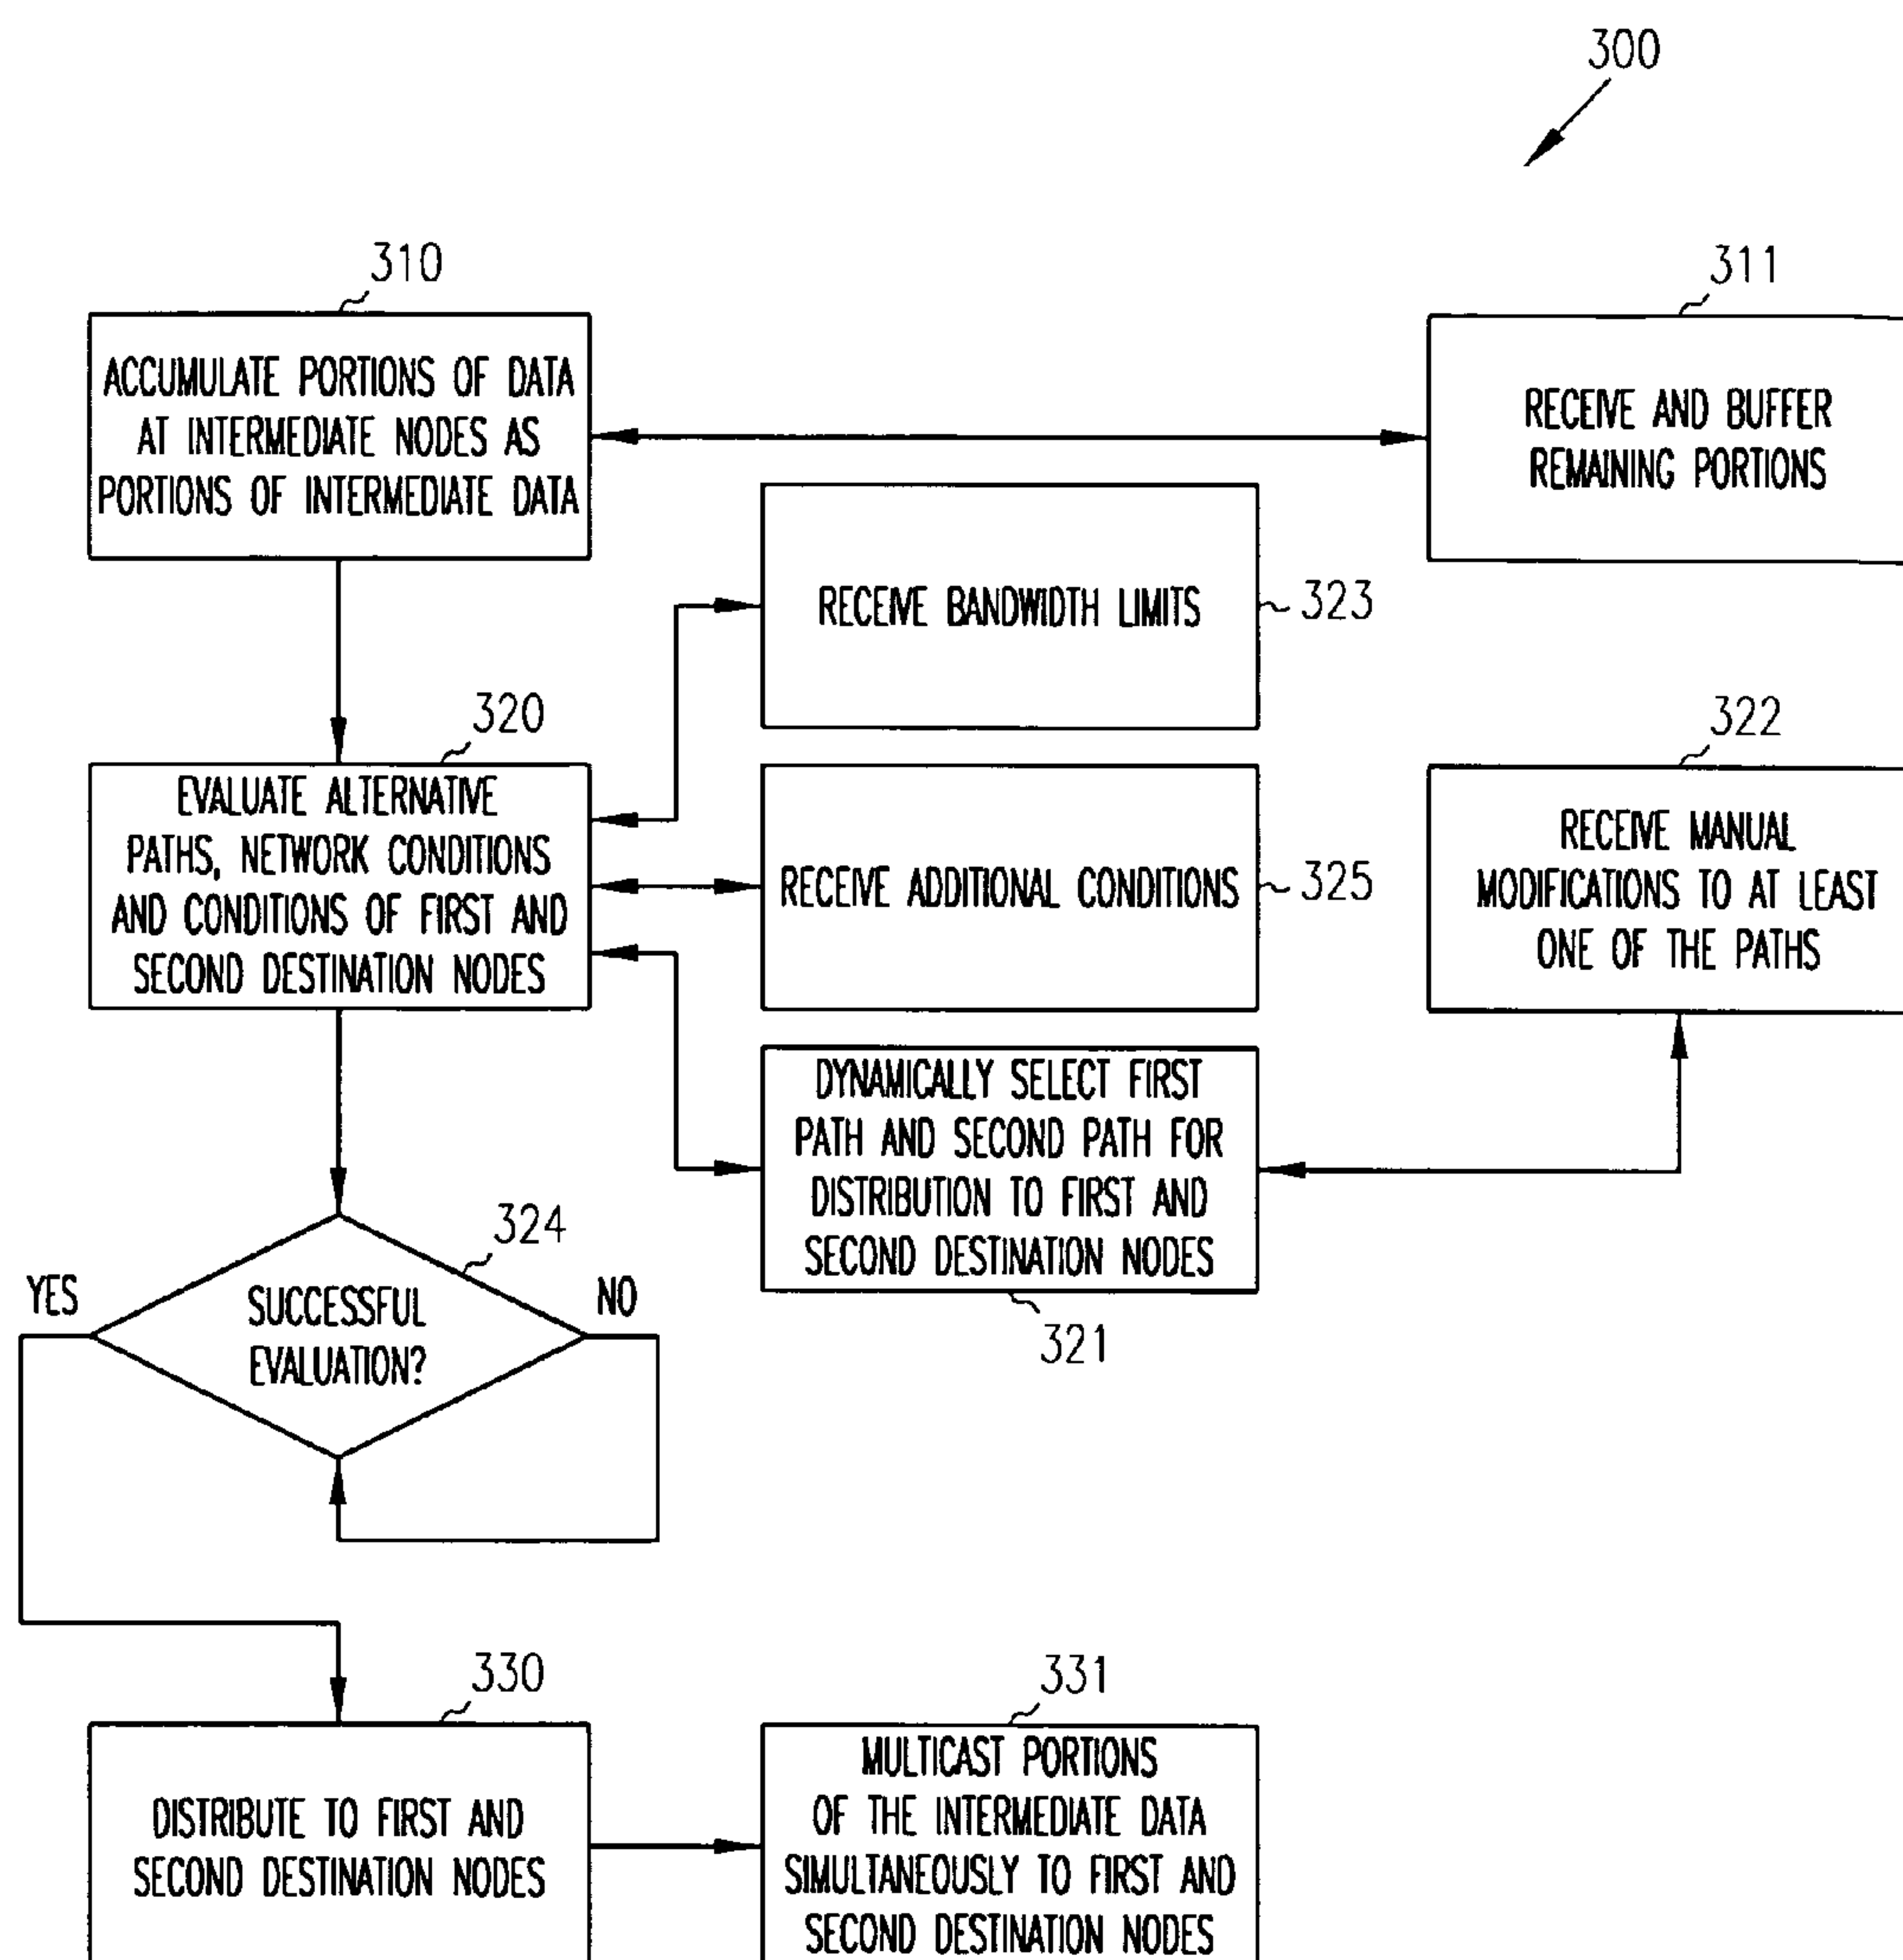 300
310
ACCUMULATE PORTIONS OF DATA
AT INTERMEDIATE NODES AS
PORTIONS OF INTERMEDIATE DATA
311
RECEIVE AND BUFFER
REMAINING PORTIONS
RECEIVE BANDWIDTH LIMITS
323
320
EVALUATE ALTERNATIVE
PATHS, NETWORK CONDITIONS
AND CONDITIONS OF FIRST AND
SECOND DESTINATION NODES
RECEIVE ADDITIONAL CONDITIONS
325
322
RECEIVE MANUAL
MODIFICATIONS TO AT LEAST
ONE OF THE PATHS
DYNAMICALLY SELECT FIRST
PATH AND SECOND PATH FOR
DISTRIBUTION TO FIRST AND
SECOND DESTINATION NODES
321
324
YES
SUCCESSFUL
EVALUATION?
NO
330
DISTRIBUTE TO FIRST AND
SECOND DESTINATION NODES
331
MULTICAST PORTIONS
OF THE INTERMEDIATE DATA
SIMULTANEOUSLY TO FIRST AND
SECOND DESTINATION NODES